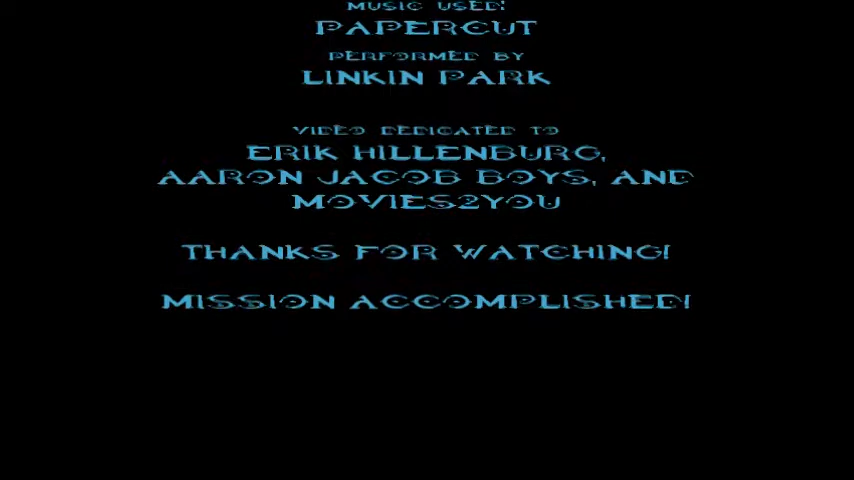 MUSIC USED:
PAPERCUT
PERFORMED BY
LINKIN PARK
VIDEO DEDICATED TO
ERIK HILLENBURG,
AARON JACOB BOYS, AND
MOVIES2YOU
THANKS FOR WATCHING!
MISSION ACCOMPLISHED!